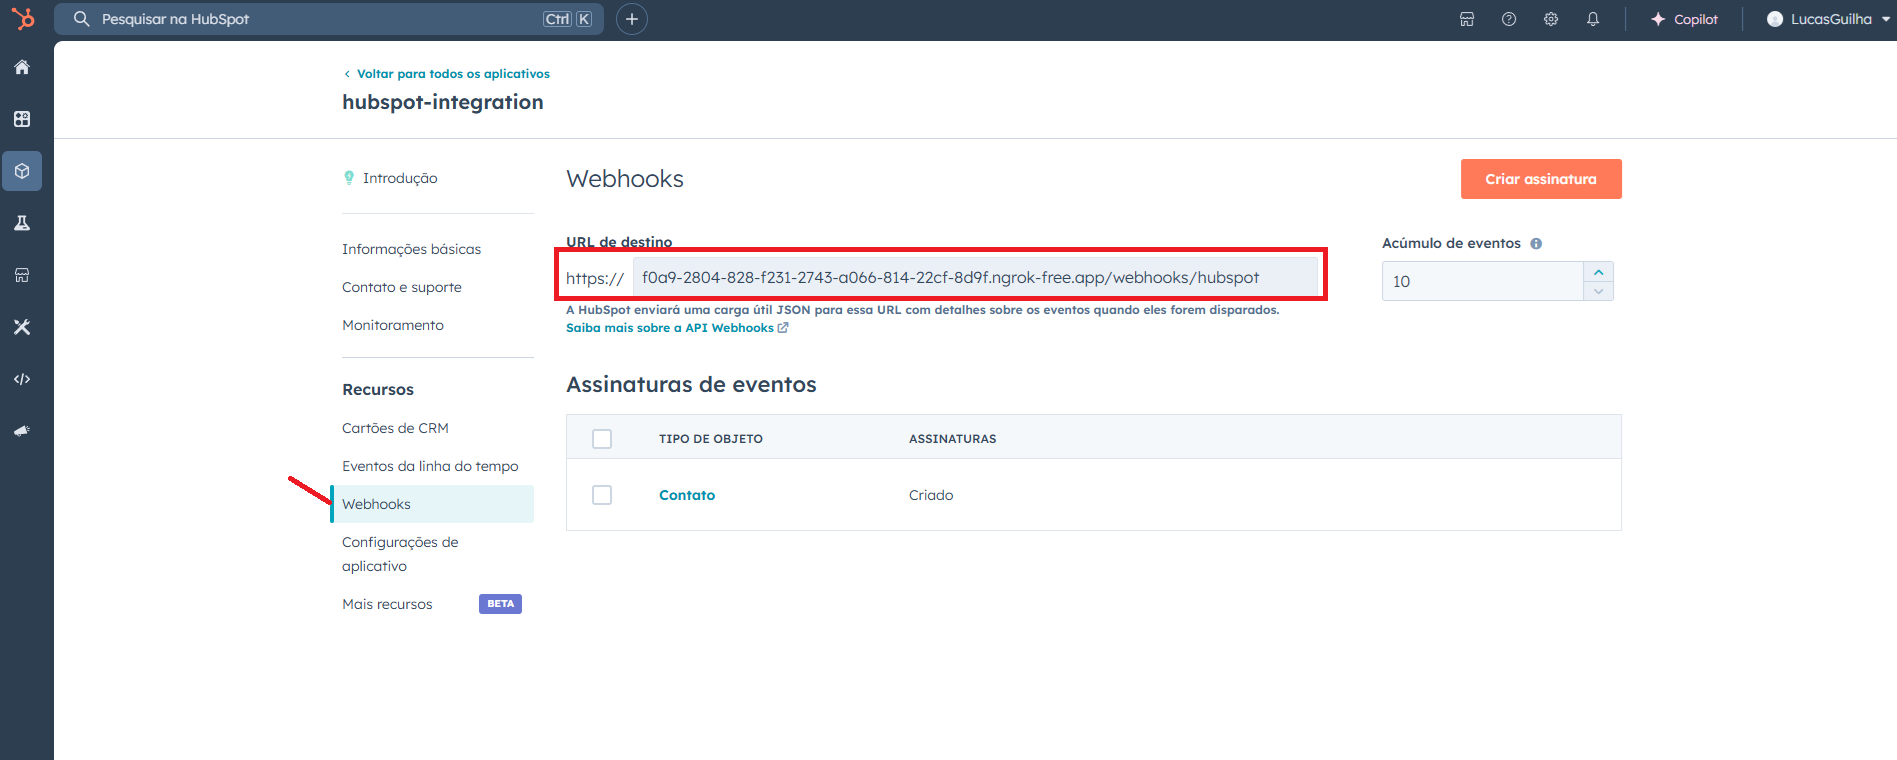 Pesquisar na HubSpot
Ctrl K
Copilot
LucasGuilha
Voltar para todos os aplicativos
hubspot-integration
Introdução
Informações básicas
Contato e suporte
Monitoramento
Recursos
Cartões de CRM
Eventos da linha do tempo
Webhooks
Configurações de
aplicativo
Mais recursos BETA
Webhooks
Criar assinatura
URL de destino
https:// f0a9-2804-828-f231-2743-a066-814-22cf-8d9f.ngrok-free.app/webhooks/hubspot
A HubSpot enviará uma carga útil JSON para essa URL com detalhes sobre os eventos quando eles forem disparados.
Saiba mais sobre a API Webhooks
Acúmulo de eventos
10
Assinaturas de eventos
TIPO DE OBJETO ASSINATURAS
Contato Criado